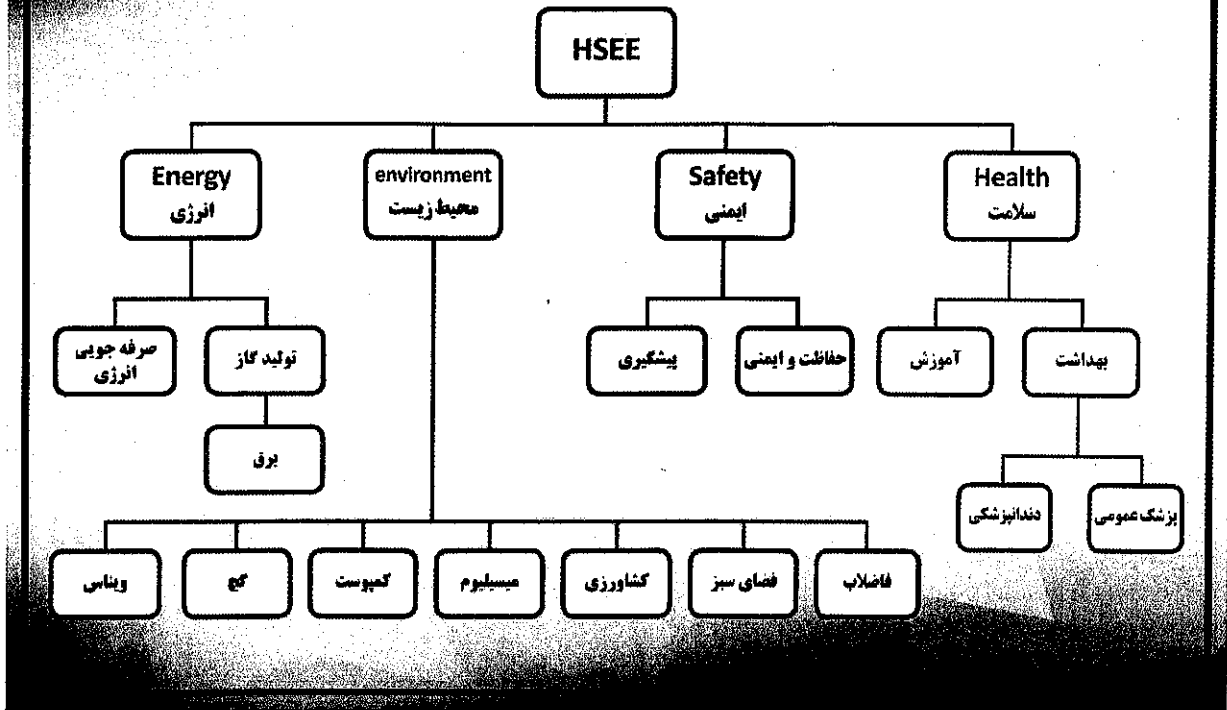 HSEE
Health
سلامت
Safety
ایمنی
environment
محیط زیست
Energy
انرژی
بهداشت
آموزش
حفاظت و ایمنی
پیشگیری
تولید گاز
صرفه جویی
انرژی
برق
پزشک عمومی
دندانپزشکی
فاضلاب
فضای سبز
کشاورزی
میسیلیوم
کمپوست
گچ
ویناس